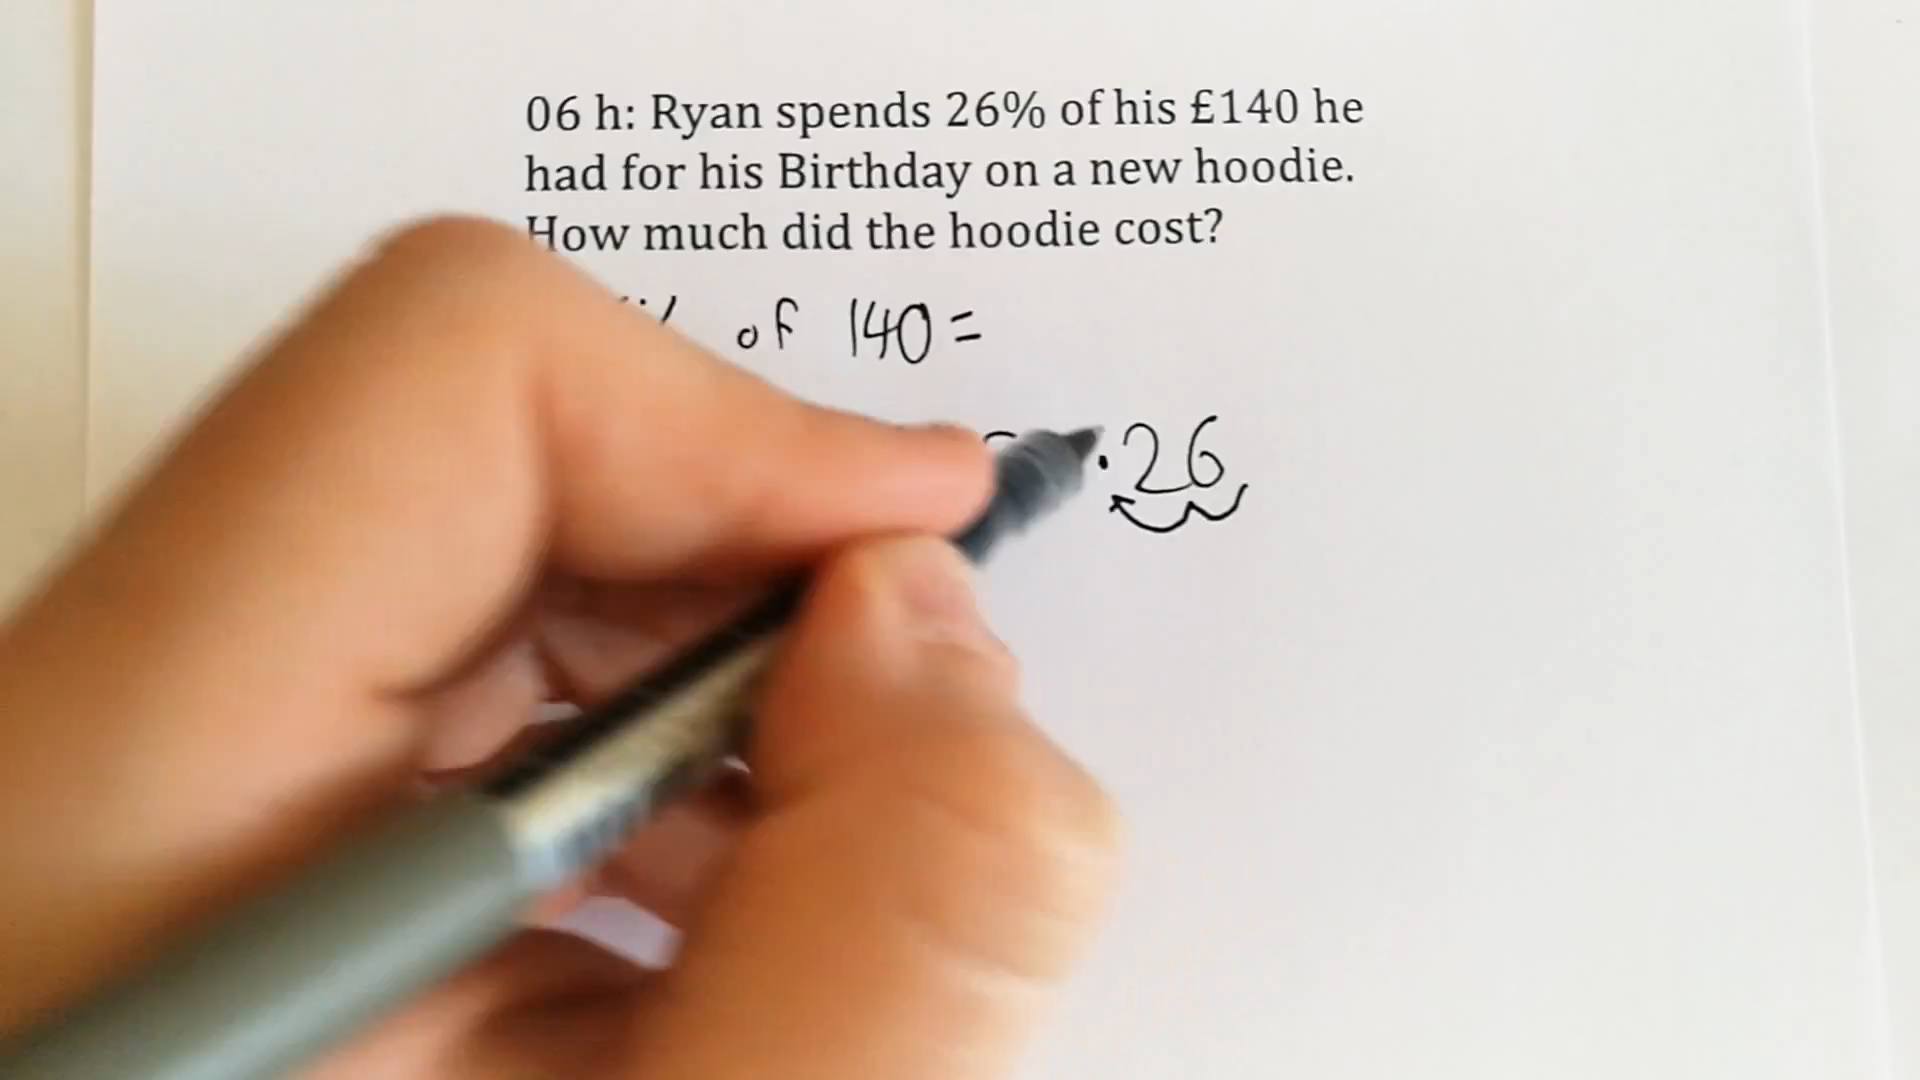 06 h: Ryan spends 26% of his £140 he
had for his Birthday on a new hoodie.
How much did the hoodie cost?
of 140 =
.26